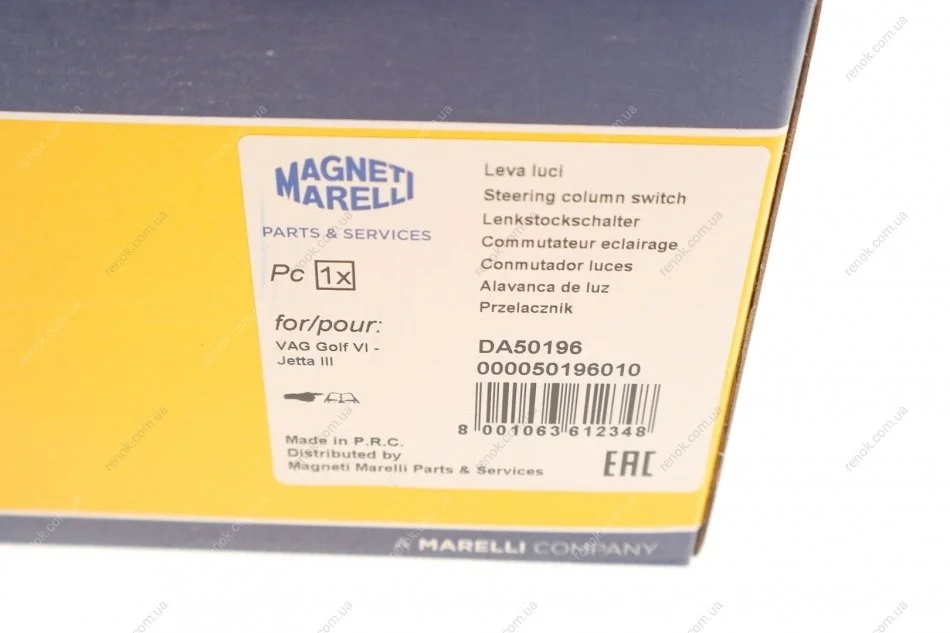 MAGNETI
MARELLI
PARTS & SERVICES
Pc 1x
for/pour:
VAG Golf VI -
Jetta III
Made in P.R.C.
Distributed by
Magneti Marelli Parts & Services
Leva luci
Steering column switch
Lenkstockschalter
Commutateur eclairage
Conmutador luces
Alavanca de luz
Przelacznik
DA50196
000050196010
8 001063 612348
EAC
A MARELLI COMPANY
renok.com.ua